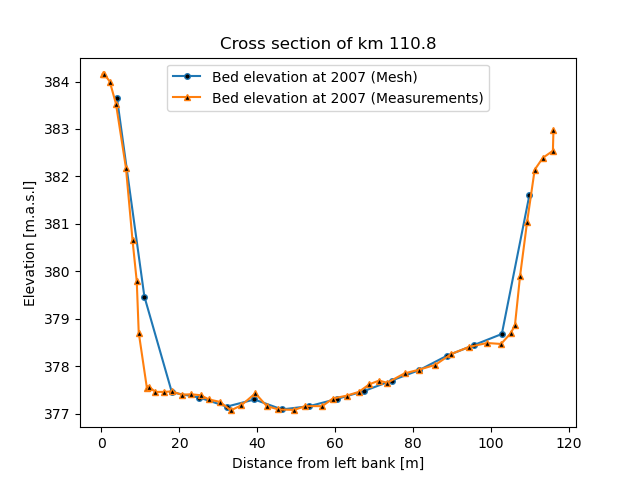 Cross section of km 110.8
Bed elevation at 2007 (Mesh)
Bed elevation at 2007 (Measurements)
Elevation [m.a.s.l]
384
383
382
381
380
379
378
377
0 20 40 60 80 100 120
Distance from left bank [m]